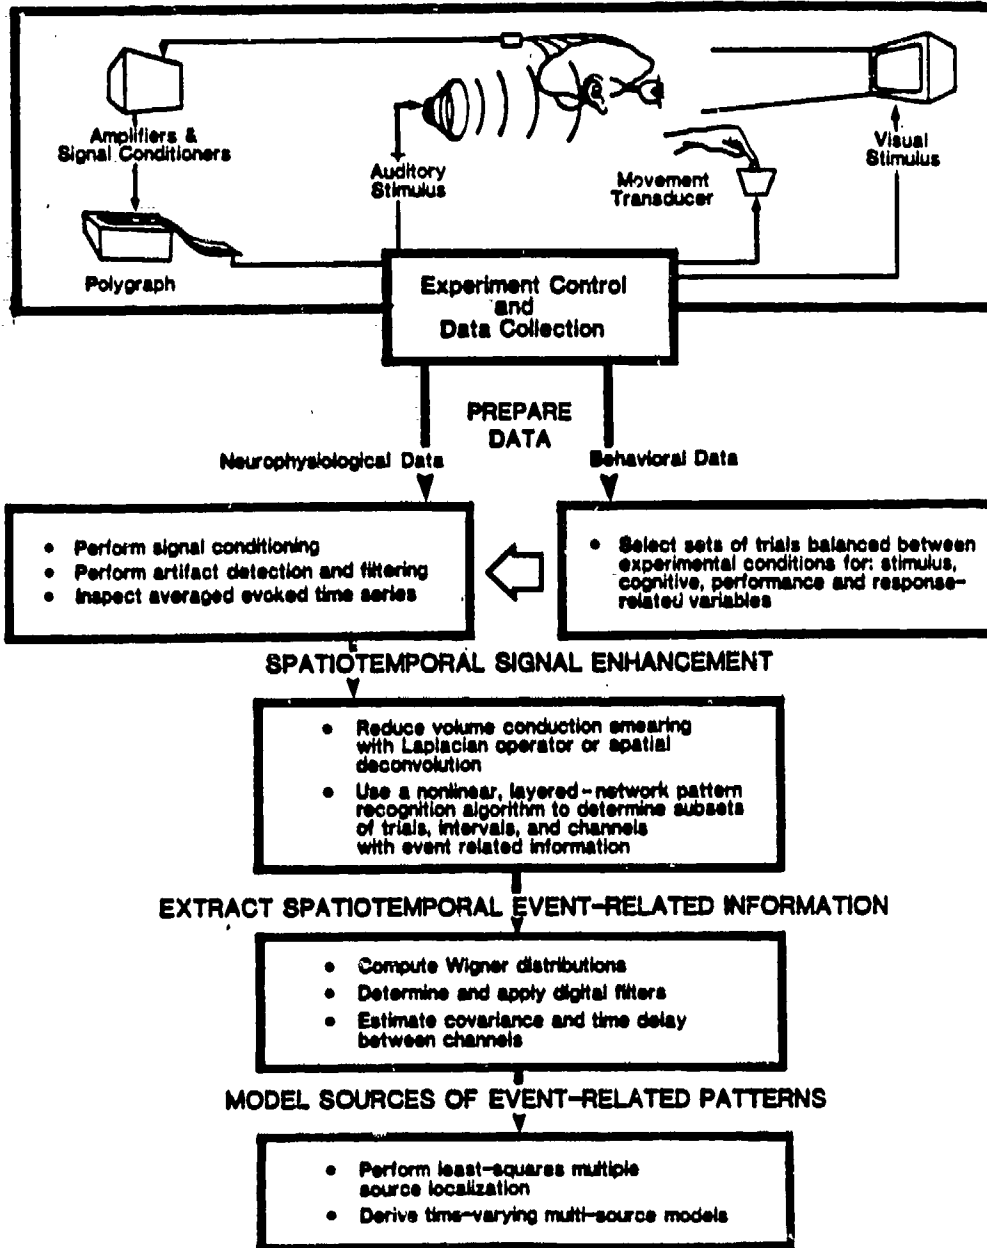 Amplifiers &
Signal Conditioners
Auditory
Stimulus
Movement
Transducer
Visual
Stimulus
Polygraph
Experiment Control
and
Data Collection
PREPARE
DATA
Neurophysiological Data
Behavioral Data
• Perform signal conditioning
• Perform artifact detection and filtering
• Inspect averaged evoked time series
• Select sets of trials balanced between
experimental conditions for: stimulus,
cognitive, performance and response-
related variables
SPATIOTEMPORAL SIGNAL ENHANCEMENT
• Reduce volume conduction smearing
with Laplacian operator or spatial
deconvolution
• Use a nonlinear, layered-network pattern
recognition algorithm to determine subsets
of trials, intervals, and channels
with event related information
EXTRACT SPATIOTEMPORAL EVENT-RELATED INFORMATION
• Compute Wigner distributions
• Determine and apply digital filters
• Estimate covariance and time delay
between channels
MODEL SOURCES OF EVENT-RELATED PATTERNS
• Perform least-squares multiple
source localization
• Derive time-varying multi-source models